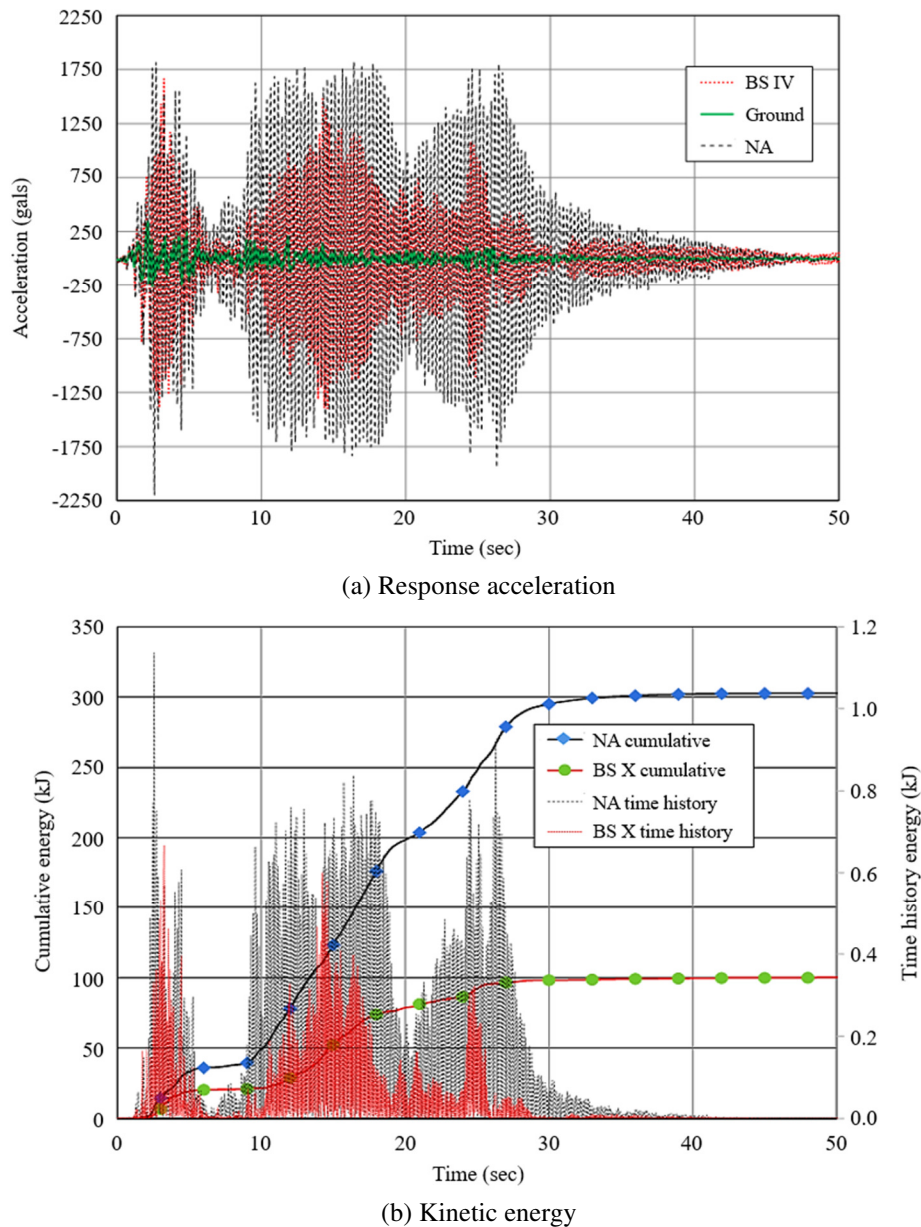 2250
1750
1250
750
250
-250
-750
-1250
-1750
-2250
Acceleration (gals)
BS IV
Ground
NA
0 10 20 30 40 50
Time (sec)
(a) Response acceleration
350
300
250
200
150
100
50
0
Cumulative energy (kJ)
1.2
1.0
0.8
0.6
0.4
0.2
0.0
Time history energy (kJ)
NA cumulative
BS X cumulative
NA time history
BS X time history
0 10 20 30 40 50
Time (sec)
(b) Kinetic energy